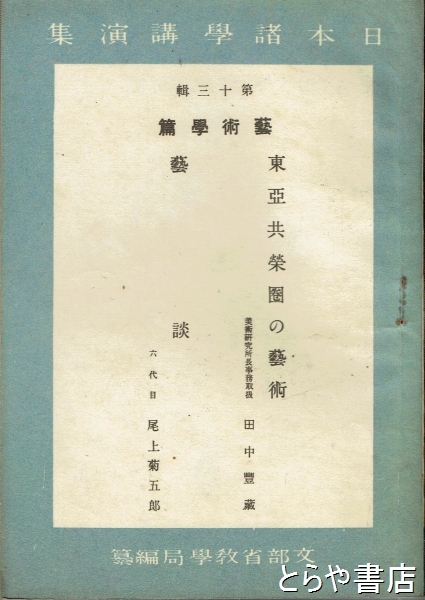 日本諸學講演集
第十三輯
藝術學篇
東亞共榮圈の藝術
美術研究所長事務取扱 田中豐藏
藝談
六代目 尾上菊五郎
文部省敎學局編纂
とらや書店